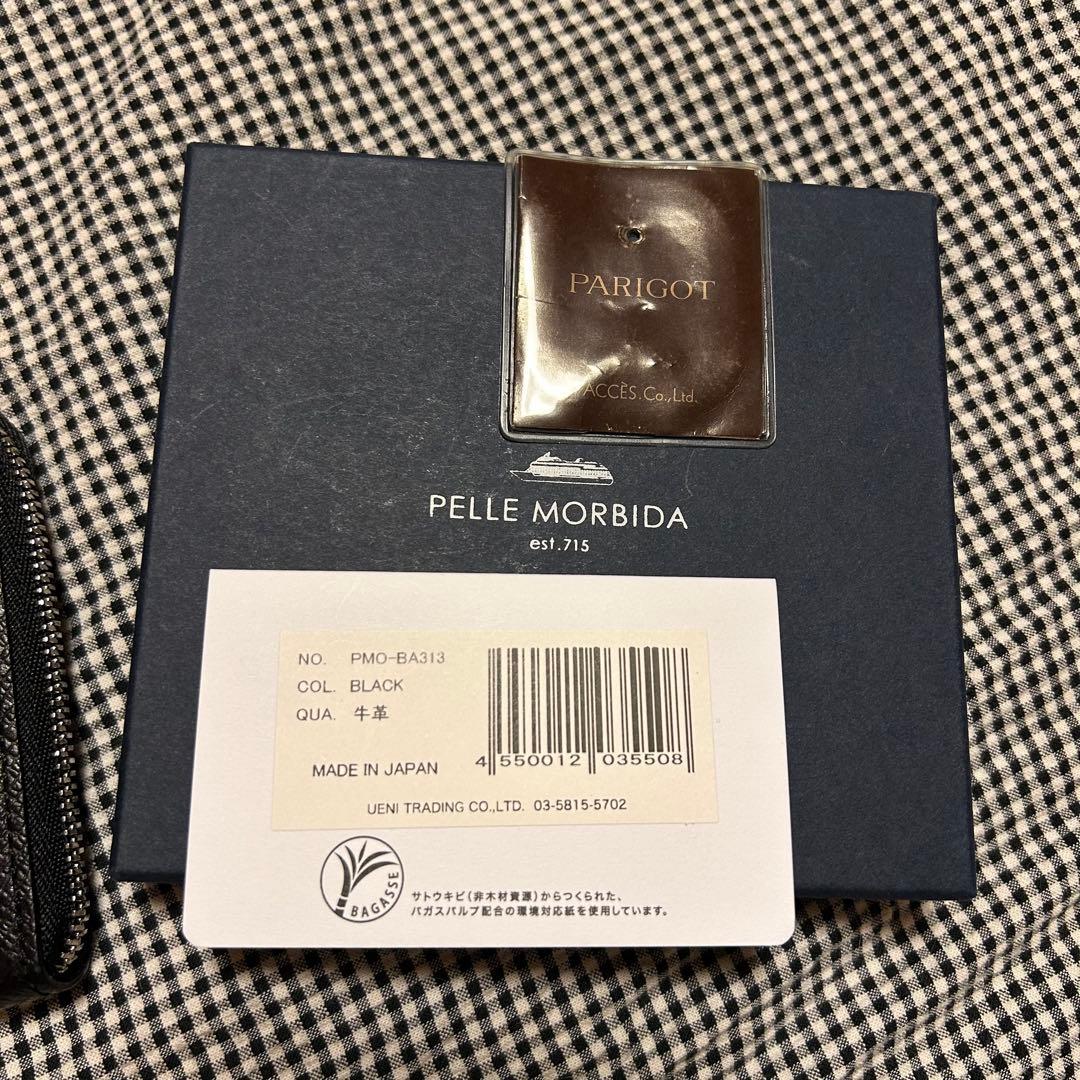 PARIGOT
ACCÈS.Co.,Ltd.
PELLE MORBIDA
est.715
NO. PMO-BA313
COL. BLACK
QUA. 牛革
4 550012 035508
MADE IN JAPAN
UENI TRADING CO.,LTD. 03-5815-5702
BAGASSE
サトウキビ(非木材資源)からつくられた、
バガスパルプ配合の環境対応紙を使用しています。